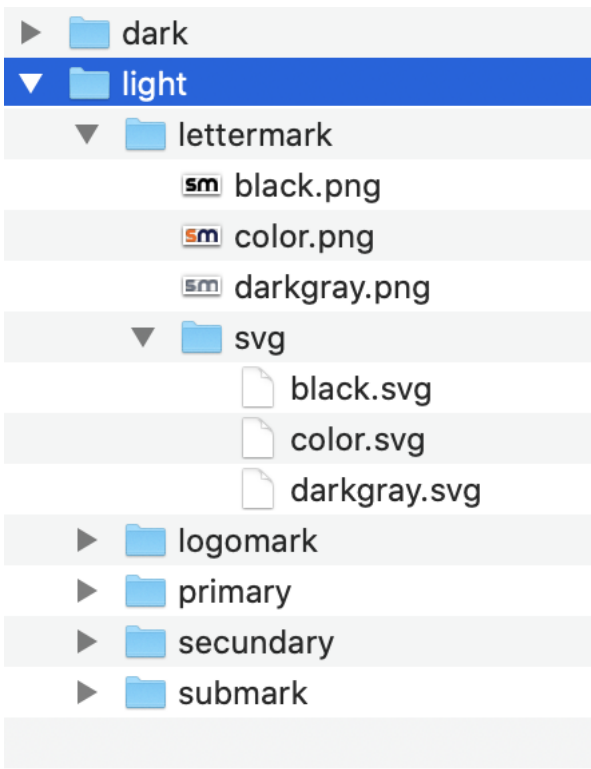 dark
light
lettermark
sm black.png
sm color.png
sm darkgray.png
svg
black.svg
color.svg
darkgray.svg
logomark
primary
secundary
submark